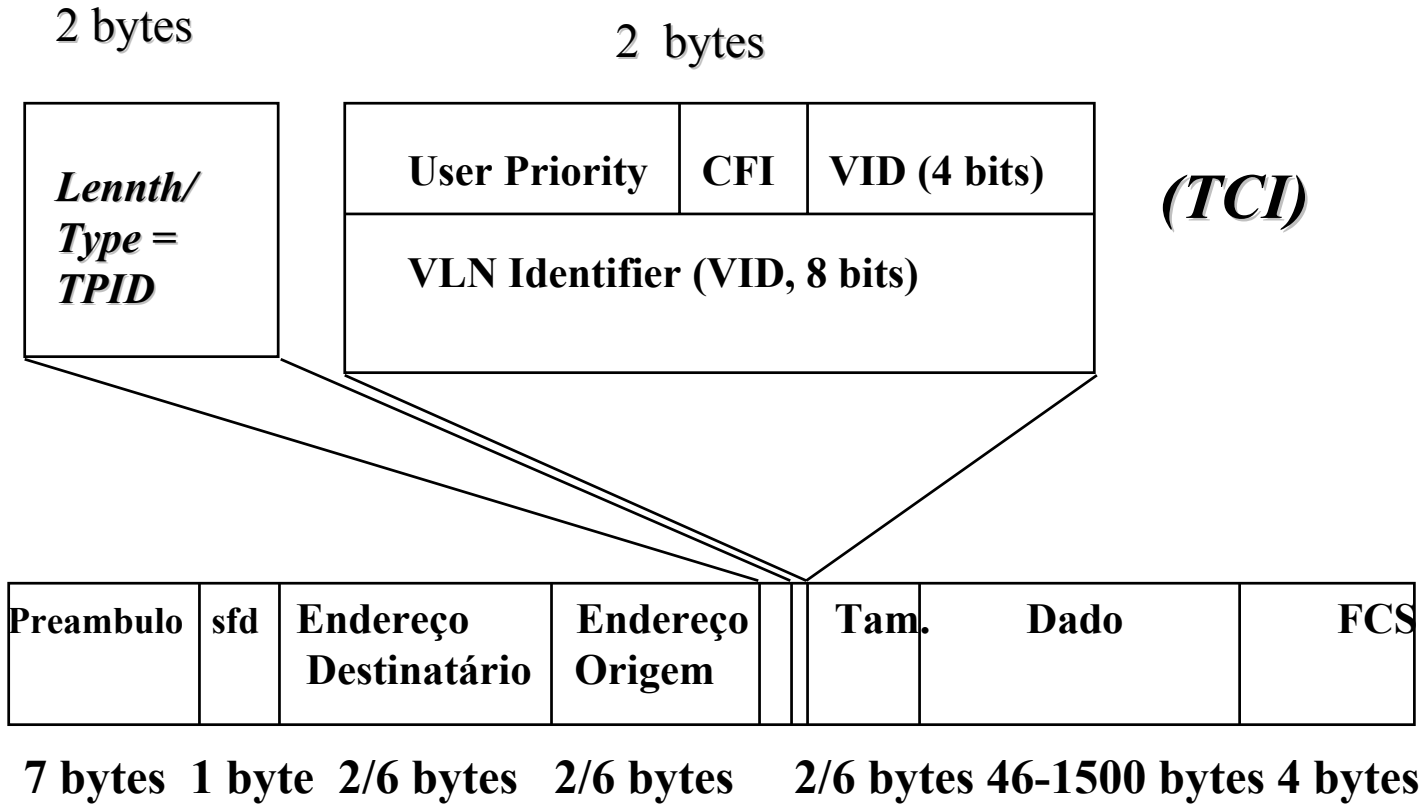 2 bytes
2 bytes
Lennth/
Type =
TPID
User Priority CFI VID (4 bits)
VLN Identifier (VID, 8 bits)
(TCI)
Preambulo sfd Endereço Destinatário Endereço Origem Tam. Dado FCS
7 bytes 1 byte 2/6 bytes 2/6 bytes 2/6 bytes 46-1500 bytes 4 bytes